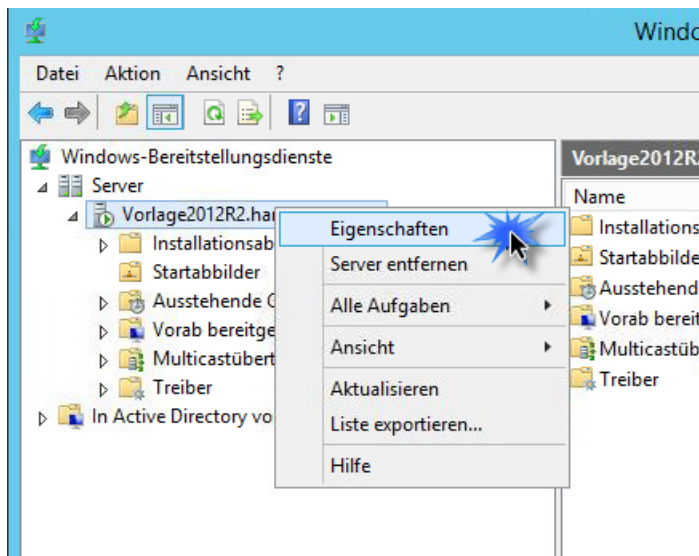 Windo
Datei Aktion Ansicht ?
Windows-Bereitstellungsdienste
Server
Vorlage2012R2.har
Installationsab
Startabbilder
Ausstehende G
Vorab bereitge
Multicastübert
Treiber
In Active Directory vo
Eigenschaften
Server entfernen
Alle Aufgaben
Ansicht
Aktualisieren
Liste exportieren...
Hilfe
Vorlage2012R
Name
Installations
Startabbilde
Ausstehend
Vorab bereit
Multicastüb
Treiber